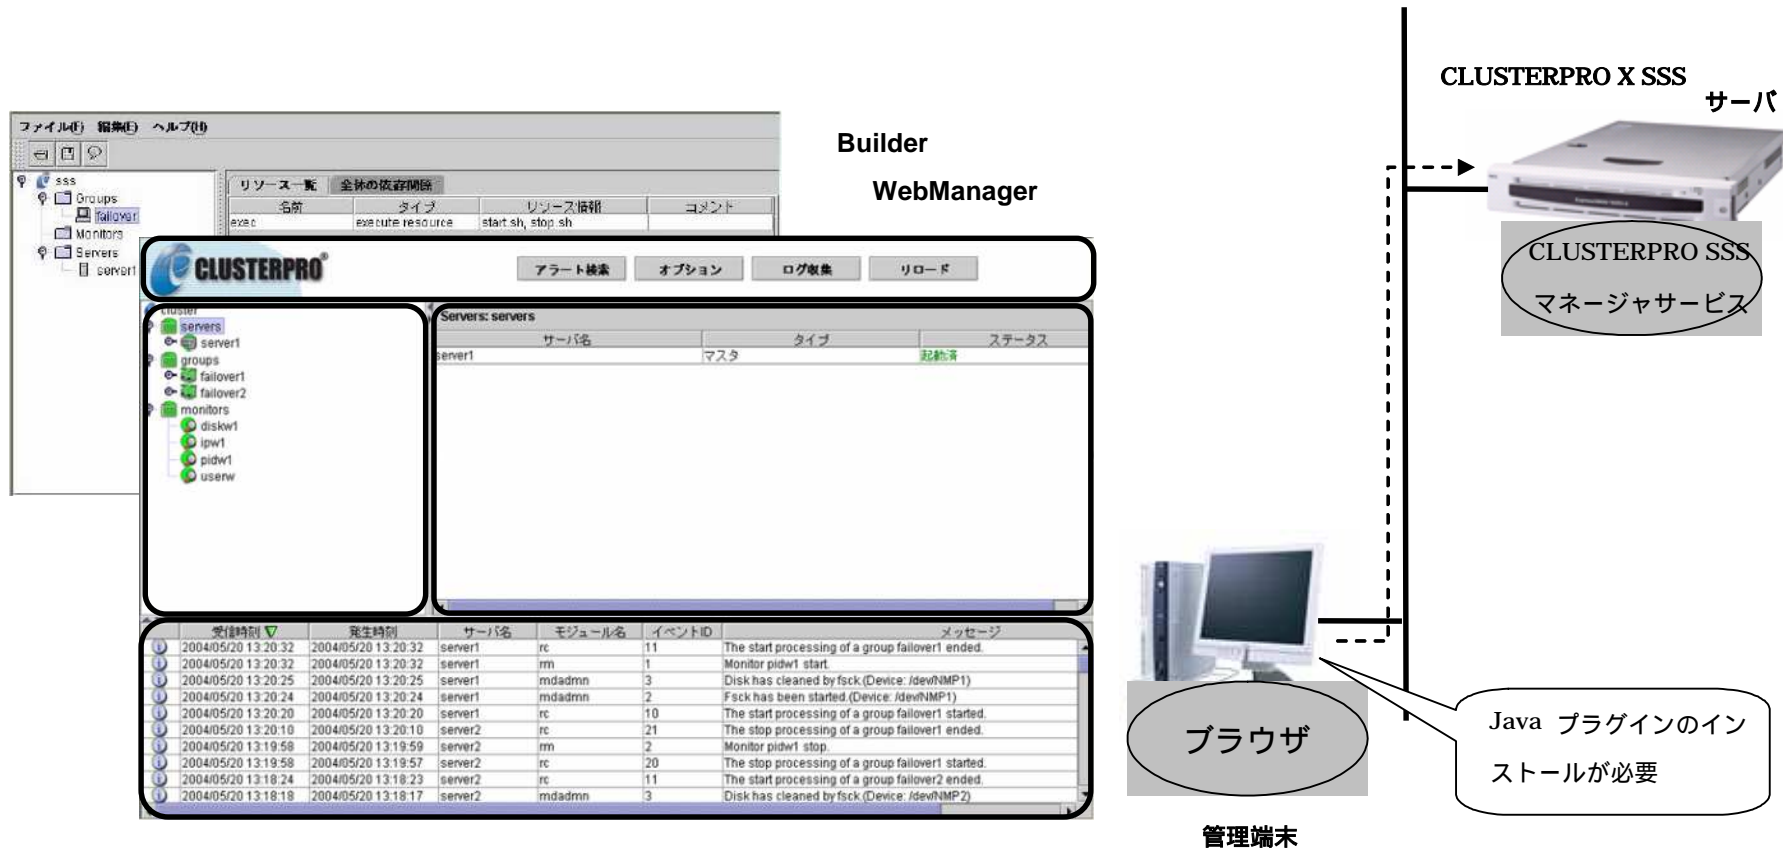 CLUSTERPRO X SSS
サーバ
Builder
WebManager
ファイル(F) 編集(E) ヘルプ(H)
sss
Groups
failover
Monitors
Servers
server1
リソース一覧 全体の依存関係
名前 タイプ リソース情報 コメント
exec execute resource start.sh, stop.sh
CLUSTERPRO®
アラート検索 オプション ログ収集 リロード
cluster
servers
server1
groups
failover1
failover2
monitors
diskw1
ipw1
pidw1
userw
Servers: servers
サーバ名 タイプ ステータス
server1 マスタ 起動済
受信時刻 発生時刻 サーバ名 モジュール名 イベントID メッセージ
2004/05/20 13:20:32 2004/05/20 13:20:32 server1 rc 11 The start processing of a group failover1 ended.
2004/05/20 13:20:32 2004/05/20 13:20:32 server1 rm 1 Monitor pidw1 start.
2004/05/20 13:20:25 2004/05/20 13:20:25 server1 mdadmn 3 Disk has cleaned by fsck.(Device: /dev/NMP1)
2004/05/20 13:20:24 2004/05/20 13:20:24 server1 mdadmn 2 Fsck has been started.(Device: /dev/NMP1)
2004/05/20 13:20:20 2004/05/20 13:20:20 server1 rc 10 The start processing of a group failover1 started.
2004/05/20 13:20:10 2004/05/20 13:20:10 server2 rc 21 The stop processing of a group failover1 ended.
2004/05/20 13:19:58 2004/05/20 13:19:59 server2 rm 2 Monitor pidw1 stop.
2004/05/20 13:19:58 2004/05/20 13:19:57 server2 rc 20 The stop processing of a group failover1 started.
2004/05/20 13:18:24 2004/05/20 13:18:23 server2 rc 11 The start processing of a group failover2 ended.
2004/05/20 13:18:18 2004/05/20 13:18:17 server2 mdadmn 3 Disk has cleaned by fsck.(Device: /dev/NMP2)
CLUSTERPRO SSS
マネージャサービス
ブラウザ
管理端末
Java プラグインのイン
ストールが必要